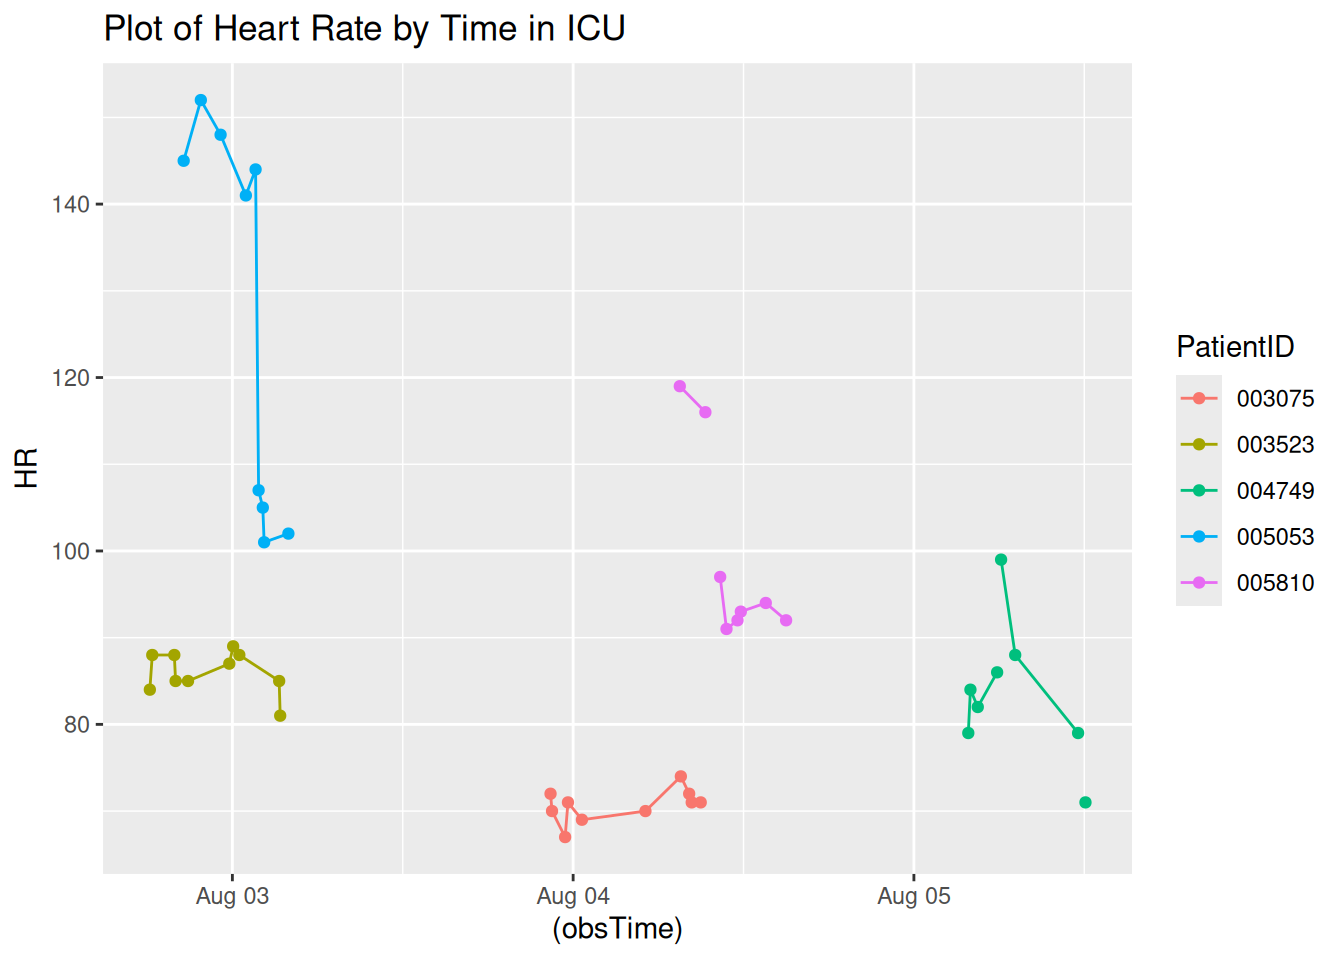 Plot of Heart Rate by Time in ICU
140
120
100
80
HR
Aug 03
Aug 04
Aug 05
(obsTime)
PatientID
003075
003523
004749
005053
005810